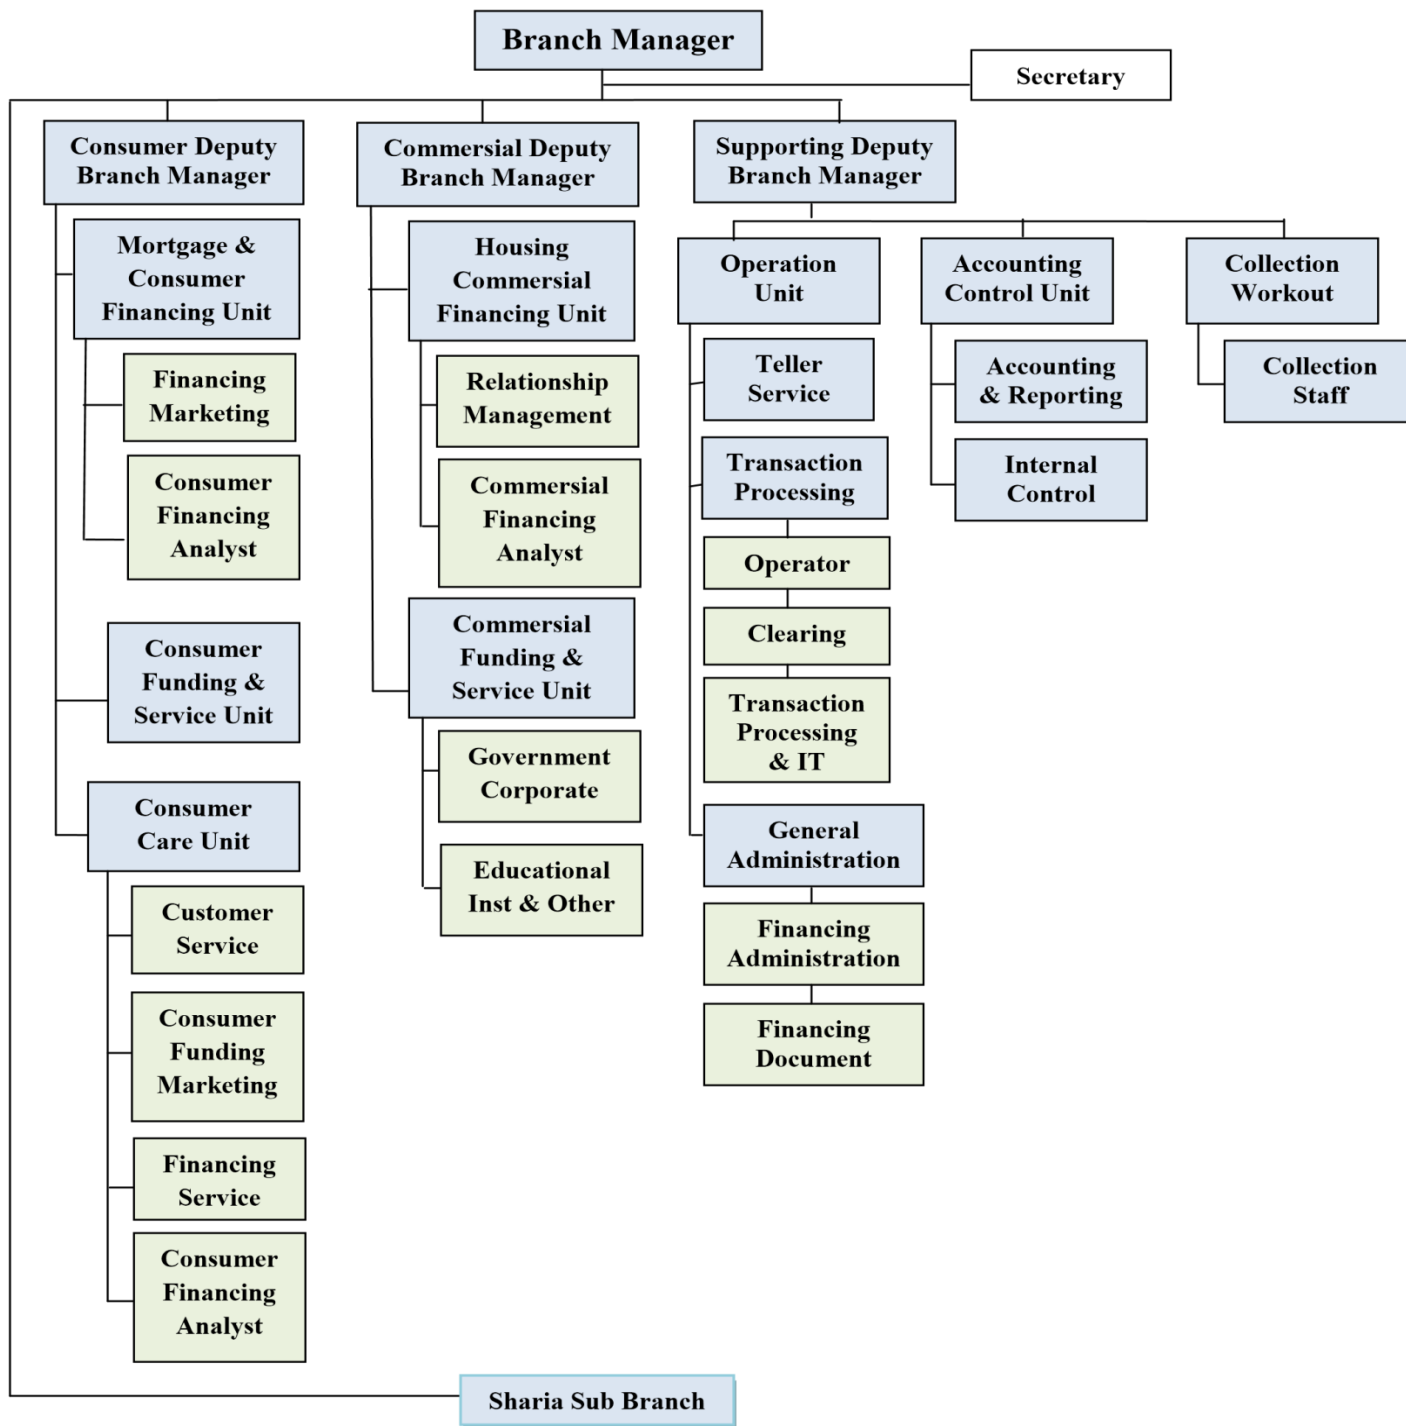 Branch Manager
Secretary
Consumer Deputy
Branch Manager
Commersial Deputy
Branch Manager
Supporting Deputy
Branch Manager
Mortgage &
Consumer
Financing Unit
Financing
Marketing
Consumer
Financing
Analyst
Consumer
Funding &
Service Unit
Consumer
Care Unit
Customer
Service
Consumer
Funding
Marketing
Financing
Service
Consumer
Financing
Analyst
Housing
Commersial
Financing Unit
Relationship
Management
Commersial
Financing
Analyst
Commersial
Funding &
Service Unit
Government
Corporate
Educational
Inst & Other
Operation
Unit
Teller
Service
Transaction
Processing
Operator
Clearing
Transaction
Processing
& IT
General
Administration
Financing
Administration
Financing
Document
Accounting
Control Unit
Accounting
& Reporting
Internal
Control
Collection
Workout
Collection
Staff
Sharia Sub Branch